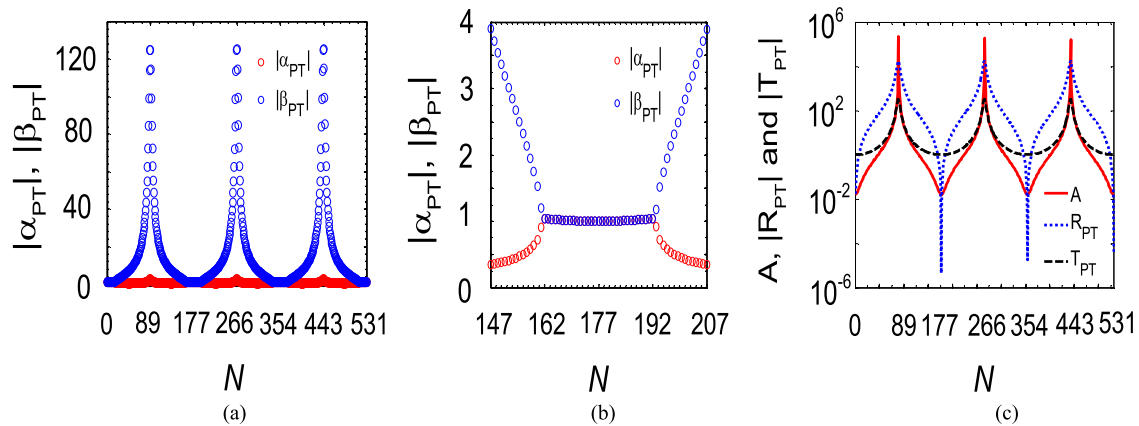 |α_PT|, |β_PT|
120
80
40
0
|α_PT|
|β_PT|
0 89 177 266 354 443 531
N
(a)
|α_PT|, |β_PT|
4
3
2
1
0
|α_PT|
|β_PT|
147 162 177 192 207
N
(b)
A, |R_PT| and |T_PT|
10^6
10^2
10^-2
10^-6
A
R_PT
T_PT
0 89 177 266 354 443 531
N
(c)